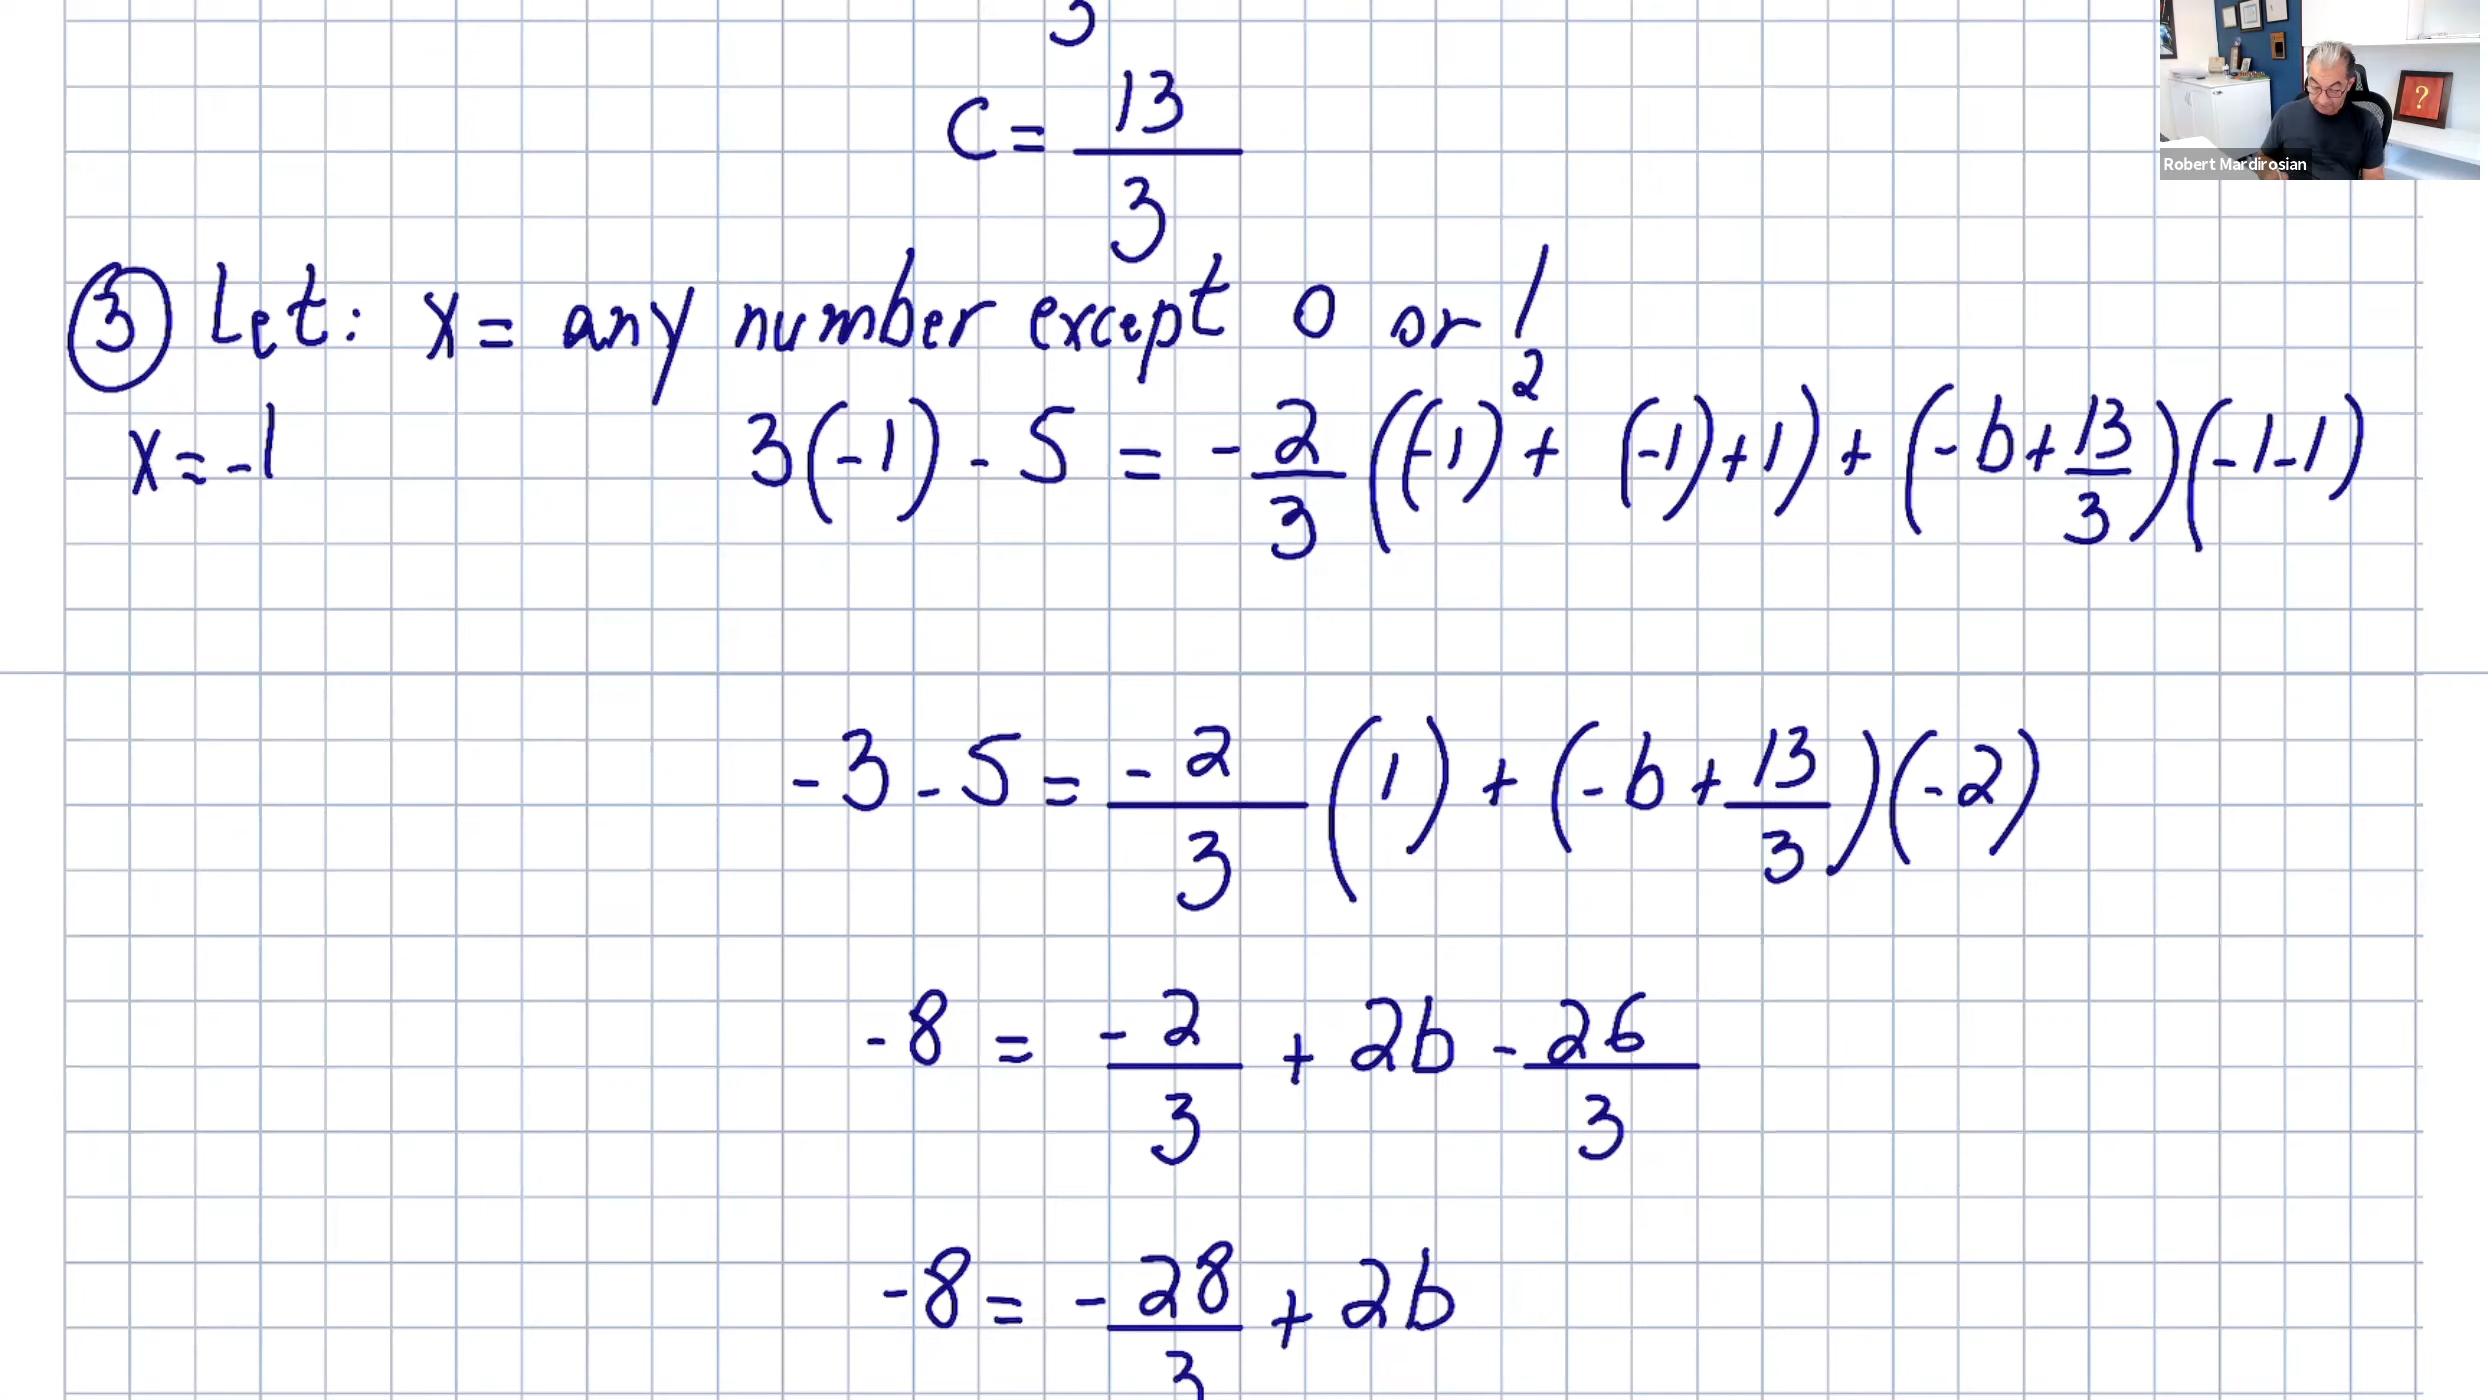 3
C = 13/3
?
Robert Mardirosian
③ Let: x = any number except 0 or 1
x = -1 3(-1) - 5 = -2/3((-1)² + (-1)+1) + (-b+13/3)(-1-1)
-3 - 5 = -2/3 (1) + (-b+13/3)(-2)
-8 = -2/3 + 2b - 26/3
-8 = -28/3 + 2b